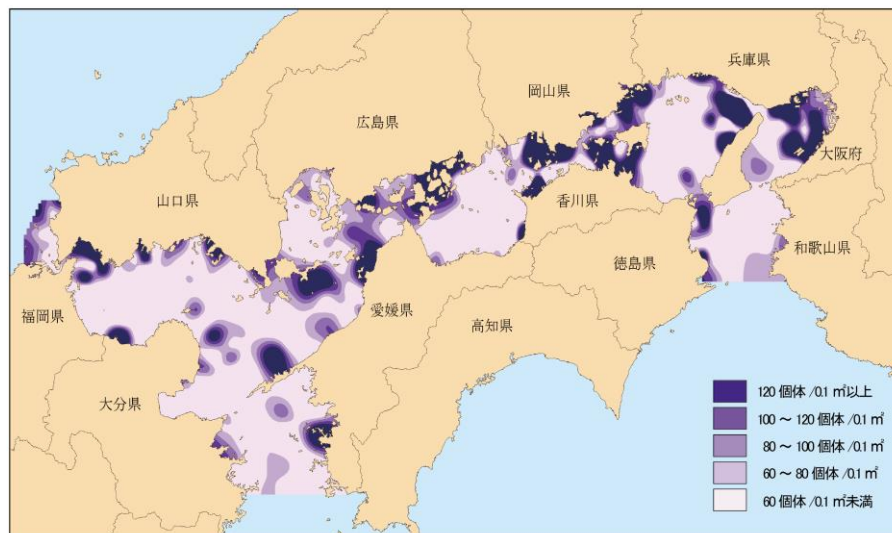 兵庫県
岡山県
広島県
大阪府
山口県
香川県
徳島県
和歌山県
福岡県
愛媛県
高知県
大分県
120 個体 /0.1 ㎡以上
100 ～ 120 個体 /0.1 ㎡
80 ～ 100 個体 /0.1 ㎡
60 ～ 80 個体 /0.1 ㎡
60 個体 /0.1 ㎡未満